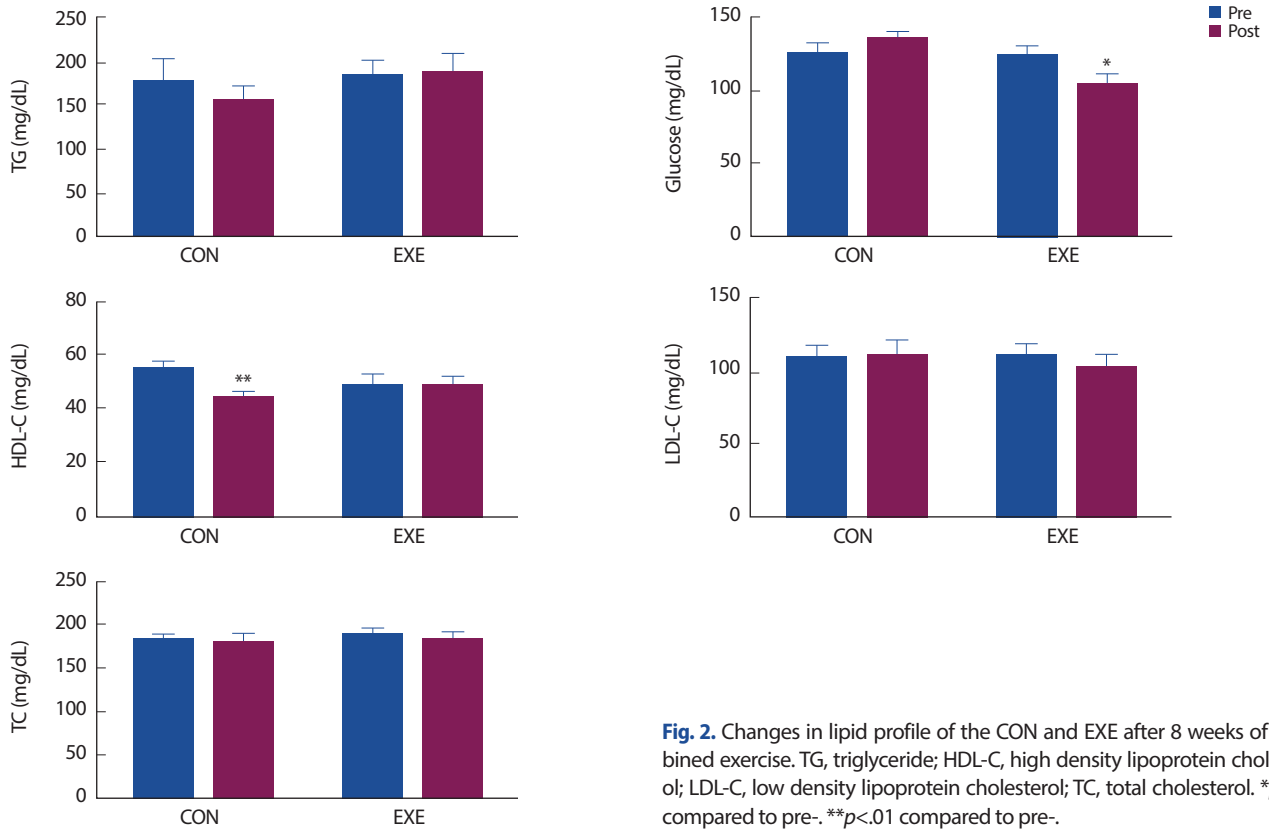 250
200
150
100
50
0
TG (mg/dL)
CON EXE
150
100
50
0
Glucose (mg/dL)
*
CON EXE
Pre
Post
80
60
40
20
0
HDL-C (mg/dL)
**
CON EXE
150
100
50
0
LDL-C (mg/dL)
CON EXE
250
200
150
100
50
0
TC (mg/dL)
CON EXE
Fig. 2. Changes in lipid profile of the CON and EXE after 8 weeks of
bined exercise. TG, triglyceride; HDL-C, high density lipoprotein chol
ol; LDL-C, low density lipoprotein cholesterol; TC, total cholesterol. *
compared to pre-. **p<.01 compared to pre-.